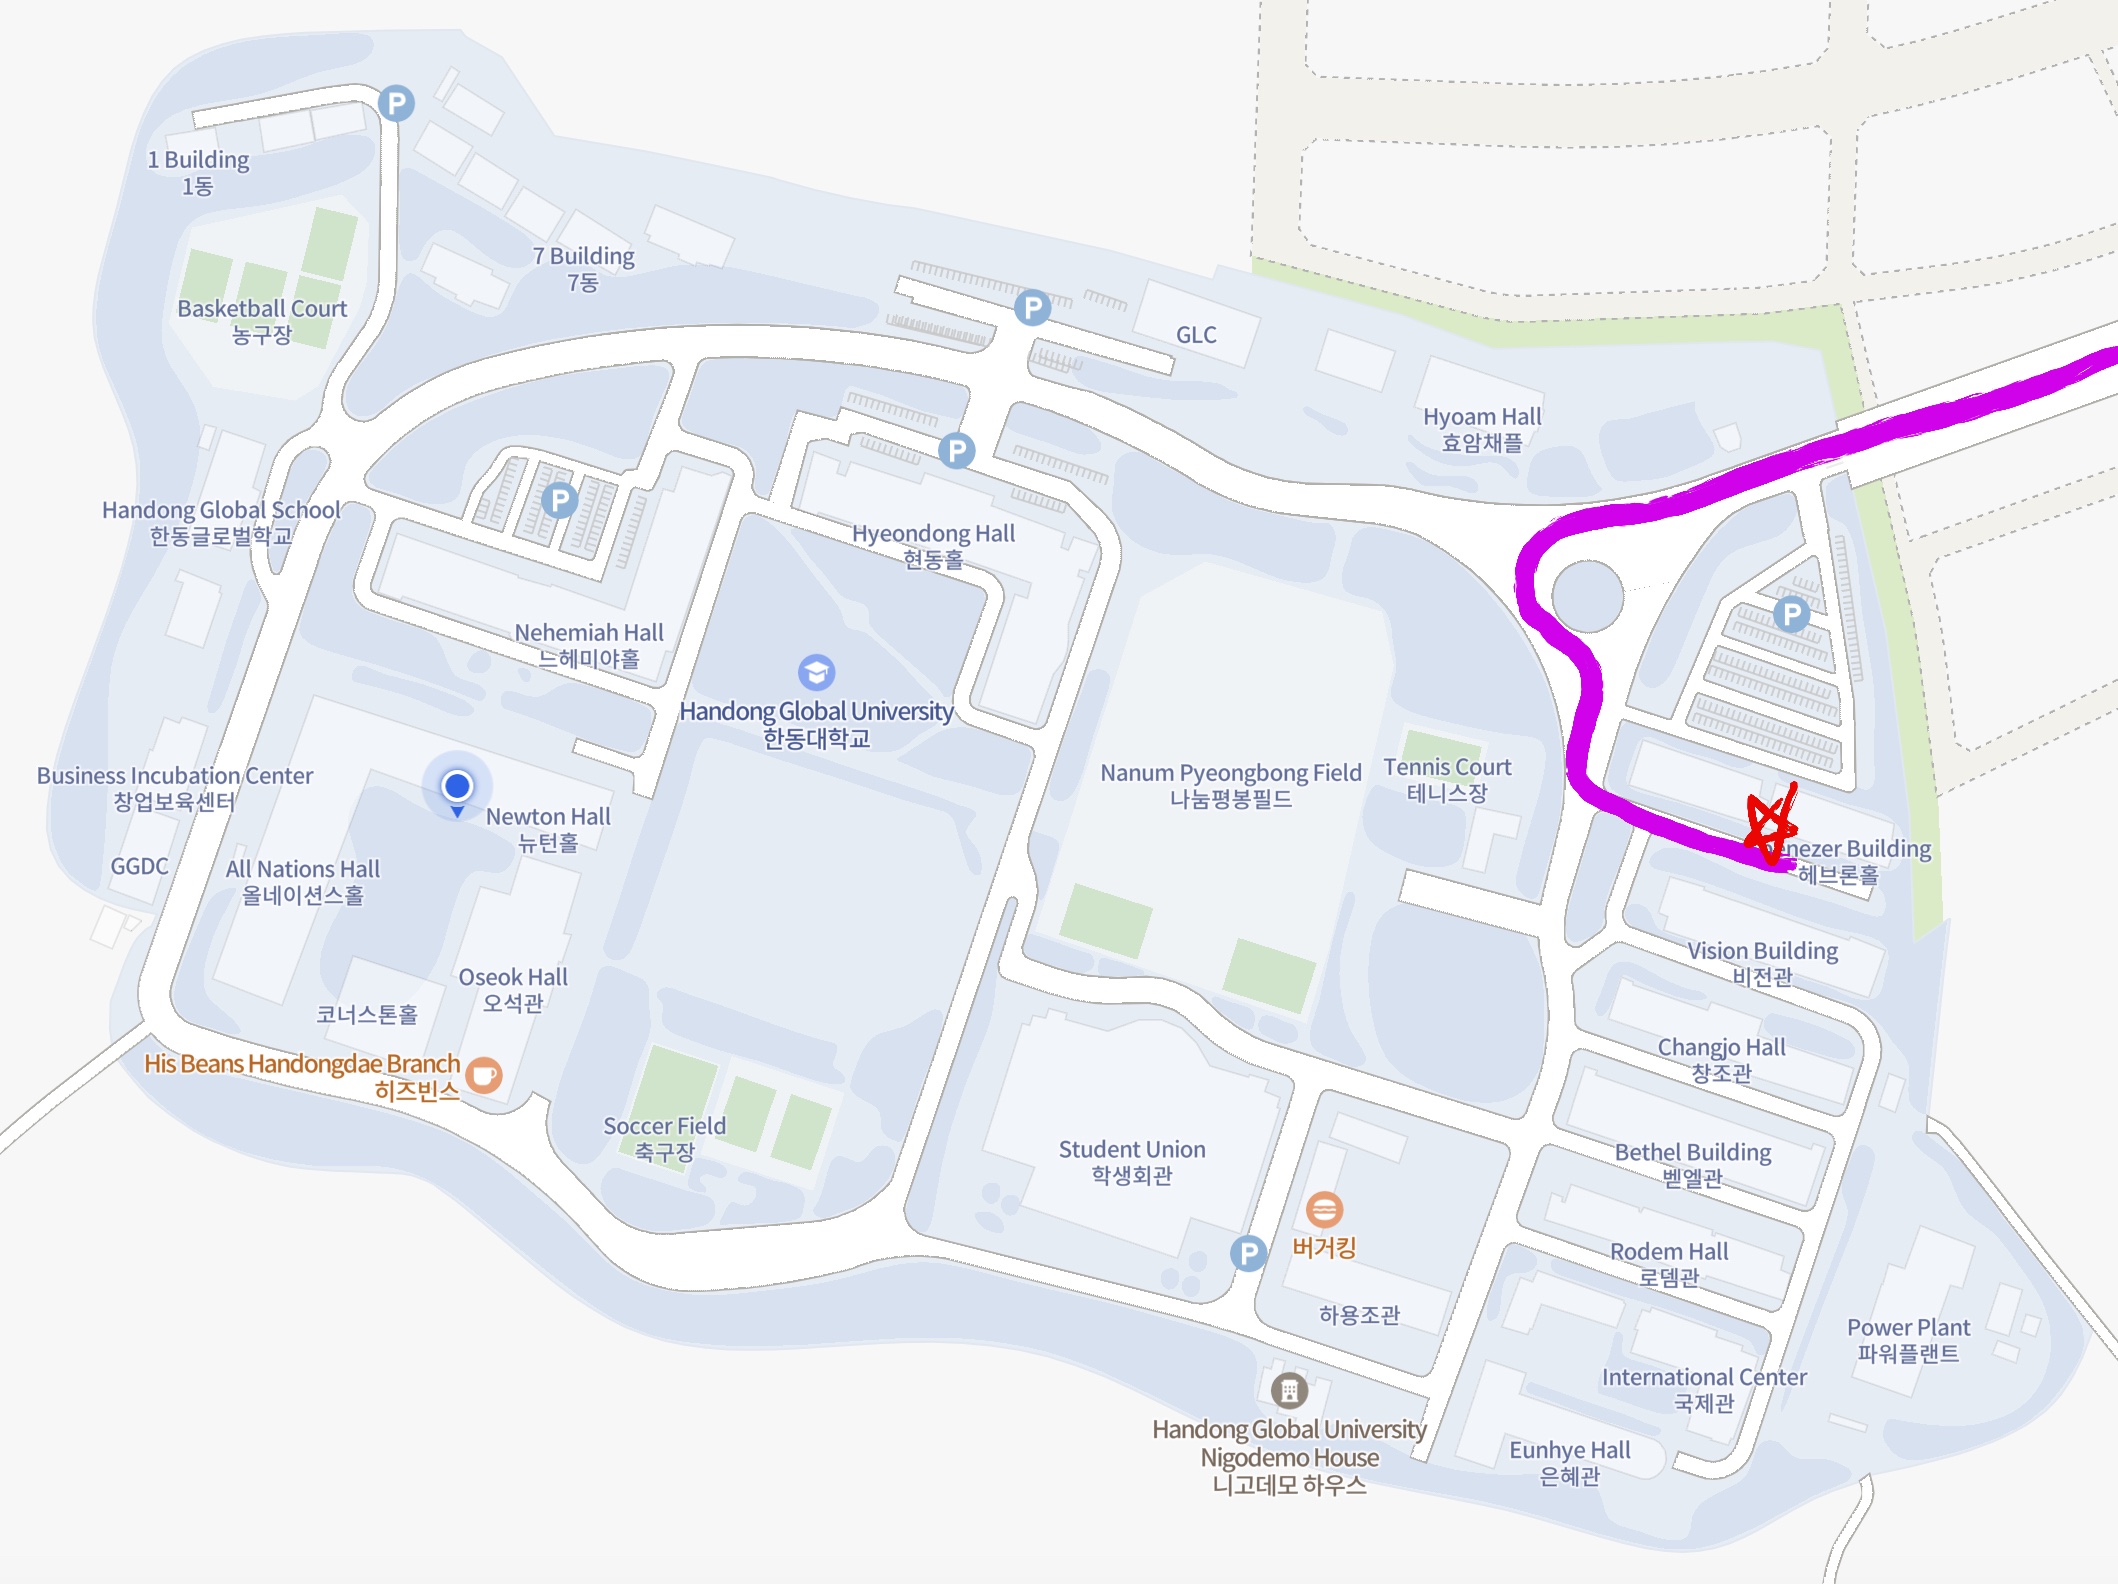 P
1 Building
1동
7 Building
7동
Basketball Court
농구장
P
GLC
Hyoam Hall
효암채플
P
P
Handong Global School
한동글로벌학교
Hyeondong Hall
현동홀
P
Nehemiah Hall
느헤미야홀
Handong Global University
한동대학교
Business Incubation Center
창업보육센터
Newton Hall
뉴턴홀
Nanum Pyeongbong Field
나눔평봉필드
Tennis Court
테니스장
GGDC
All Nations Hall
올네이션스홀
Building
헤브론홀
Oseok Hall
오석관
Vision Building
비전관
코너스톤홀
His Beans Handongdae Branch
히즈빈스
Changjo Hall
창조관
Soccer Field
축구장
Student Union
학생회관
Bethel Building
벧엘관
P
버거킹
Rodem Hall
로뎀관
하용조관
Power Plant
파워플랜트
International Center
국제관
Handong Global University
Nigodemo House
니고데모 하우스
Eunhye Hall
은혜관